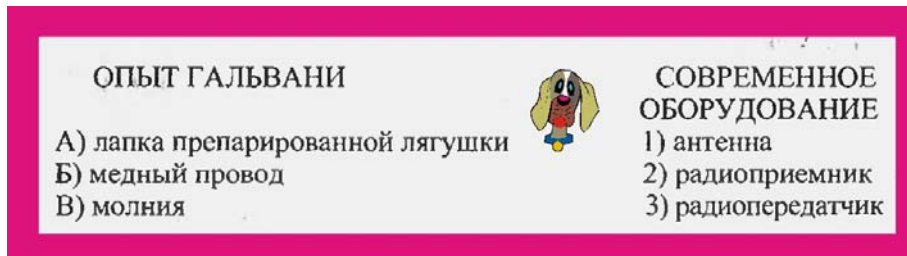 ОПЫТ ГАЛЬВАНИ
А) лапка препарированной лягушки
Б) медный провод
В) молния
СОВРЕМЕННОЕ
ОБОРУДОВАНИЕ
1) антенна
2) радиоприемник
3) радиопередатчик